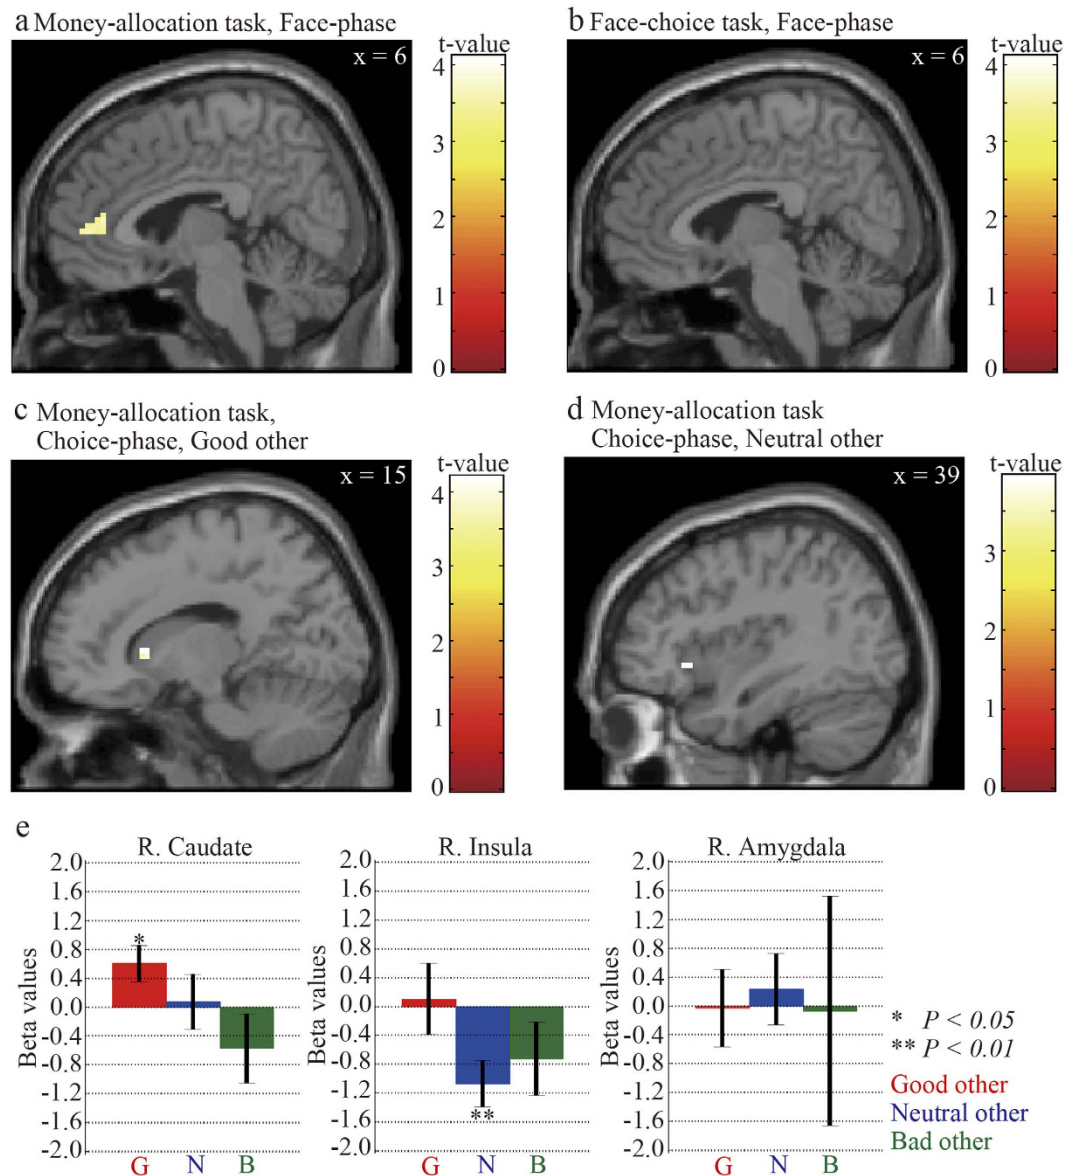 a Money-allocation task, Face-phase
x = 6
t-value
4
3
2
1
0
b Face-choice task, Face-phase
x = 6
t-value
4
3
2
1
0
c Money-allocation task,
Choice-phase, Good other
x = 15
t-value
4
3
2
1
0
d Money-allocation task
Choice-phase, Neutral other
x = 39
t-value
3
2
1
0
e
R. Caudate
Beta values
2.0
1.6
1.2
0.8
0.4
0.0
-0.4
-0.8
-1.2
-1.6
-2.0
*
G N B
R. Insula
Beta values
2.0
1.6
1.2
0.8
0.4
0.0
-0.4
-0.8
-1.2
-1.6
-2.0
**
G N B
R. Amygdala
Beta values
2.0
1.6
1.2
0.8
0.4
0.0
-0.4
-0.8
-1.2
-1.6
-2.0
G N B
* P < 0.05
** P < 0.01
Good other
Neutral other
Bad other